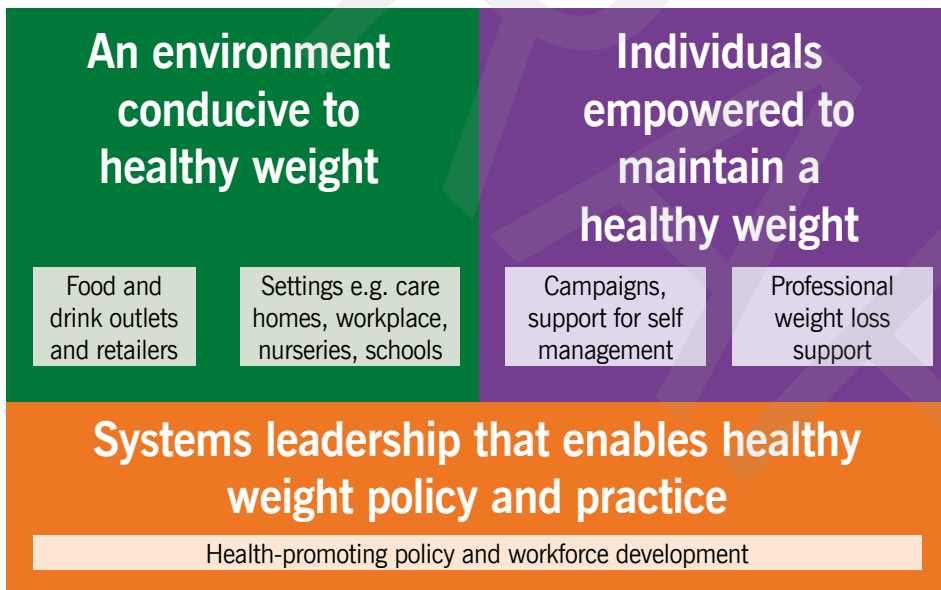 An environment
conducive to
healthy weight
Food and
drink outlets
and retailers
Settings e.g. care
homes, workplace,
nurseries, schools
Individuals
empowered to
maintain a
healthy weight
Campaigns,
support for self
management
Professional
weight loss
support
Systems leadership that enables healthy
weight policy and practice
Health-promoting policy and workforce development